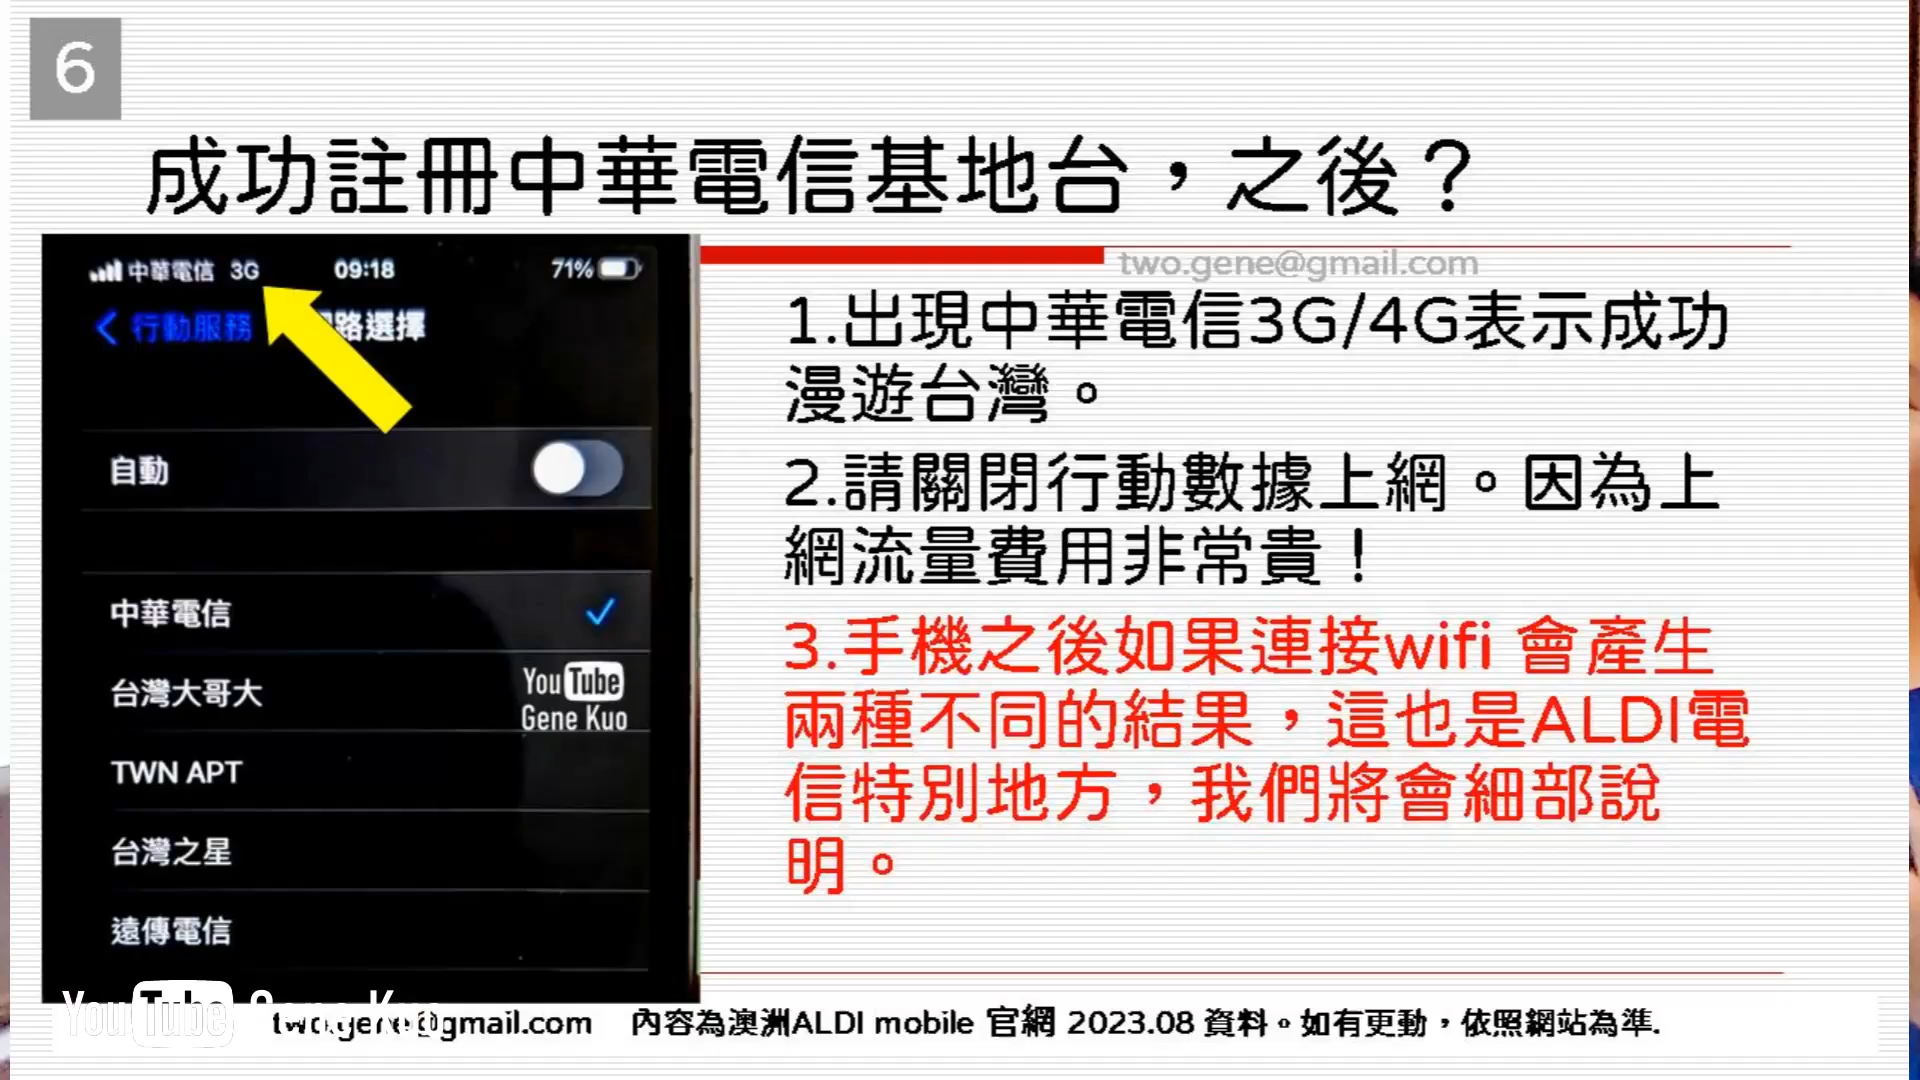 6
成功註冊中華電信基地台，之後？
中華電信 3G 09:18 71%
行動服務 路選擇
自動
中華電信
台灣大哥大
TWN APT
台灣之星
遠傳電信
YouTube
Gene Kuo
two.gene@gmail.com
1.出現中華電信3G/4G表示成功
漫遊台灣。
2.請關閉行動數據上網。因為上
網流量費用非常貴！
3.手機之後如果連接wifi 會產生
兩種不同的結果，這也是ALDI電
信特別地方，我們將會細部說
明。
YouTube Gene Kuo
two.gene@gmail.com 內容為澳洲ALDI mobile 官網 2023.08 資料。如有更動，依照網站為準.